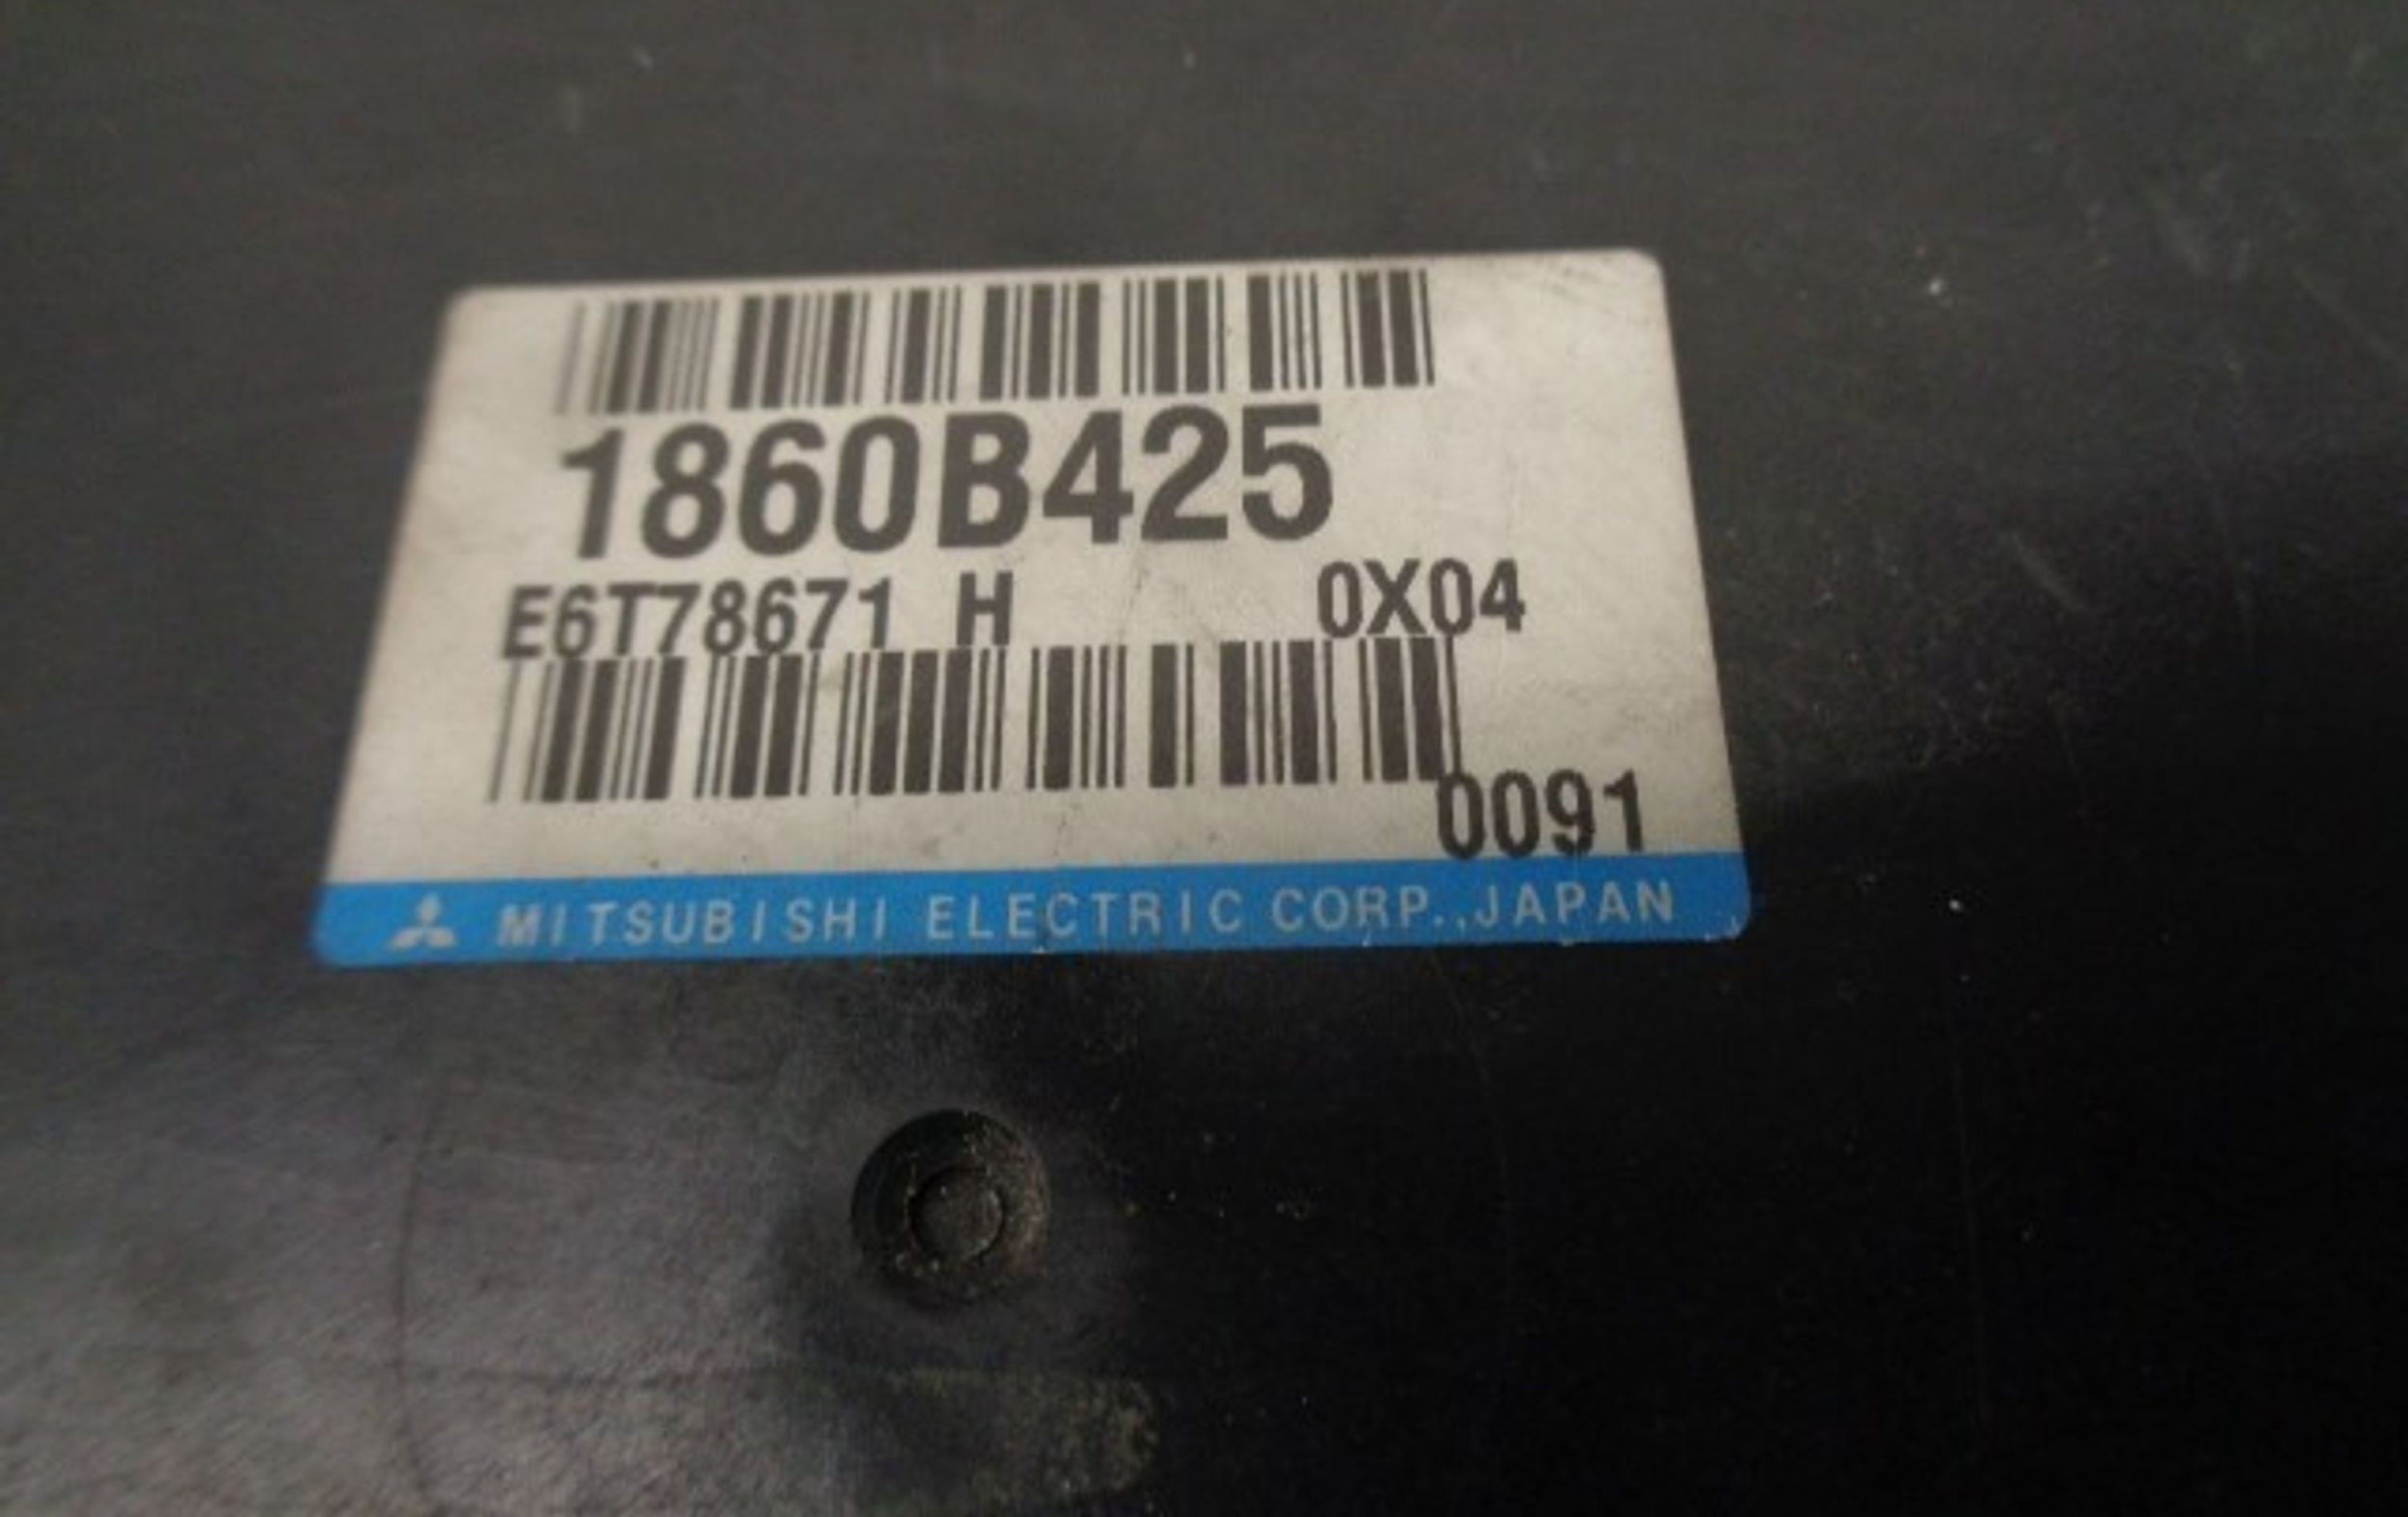 1860B425
E6T78671 H 0X04
0091
MITSUBISHI ELECTRIC CORP.,JAPAN